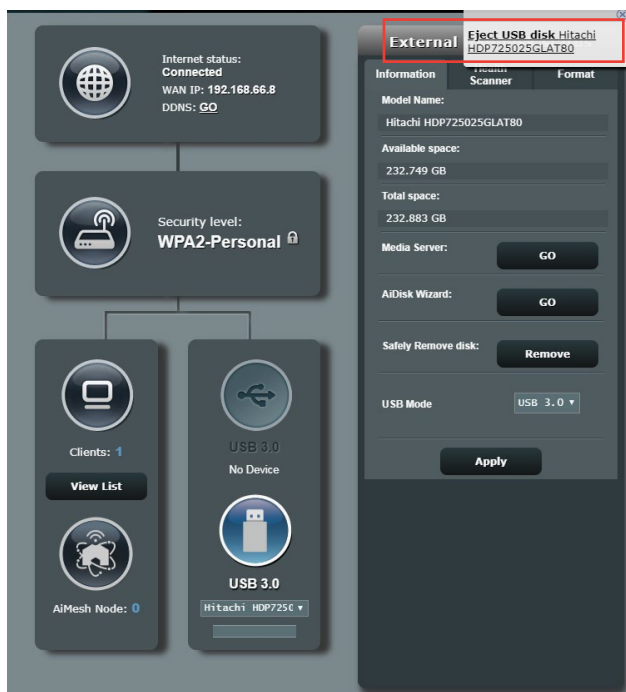 Internet status:
Connected
WAN IP: 192.168.66.8
DDNS: GO
Security level:
WPA2-Personal
Clients: 1
View List
AiMesh Node: 0
USB 3.0
No Device
USB 3.0
Hitachi HDP725(
External
Eject USB disk Hitachi
HDP725025GLAT80
Information
Health
Scanner
Format
Model Name:
Hitachi HDP725025GLAT80
Available space:
232.749 GB
Total space:
232.883 GB
Media Server:
GO
AiDisk Wizard:
GO
Safely Remove disk:
Remove
USB Mode
USB 3.0
Apply